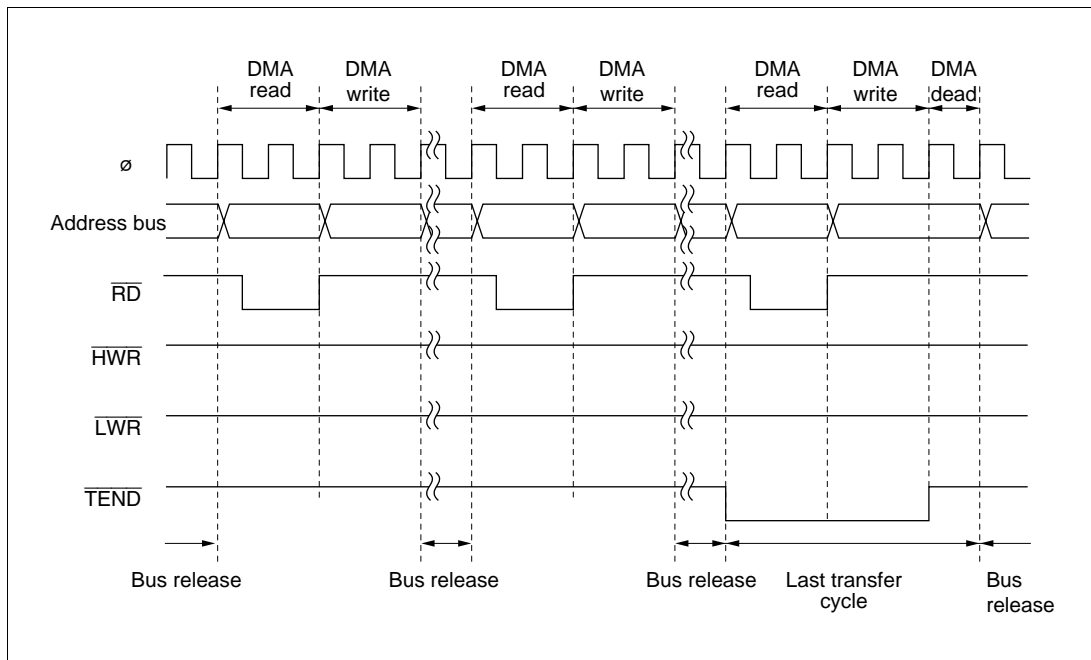 DMA read
DMA write
DMA read
DMA write
DMA read
DMA write
DMA dead
ø
Address bus
RD
HWR
LWR
TEND
Bus release
Bus release
Bus release
Last transfer cycle
Bus release